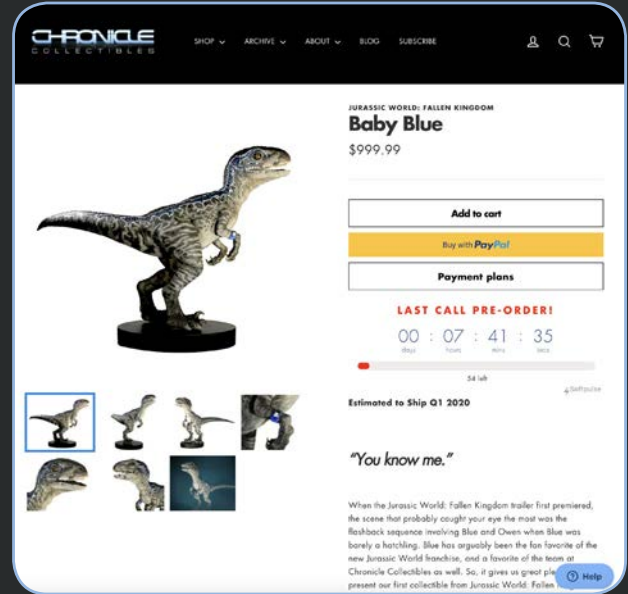 CHRONICLE
COLLECTIBLES
SHOP ARCHIVE ABOUT BLOG SUBSCRIBE
JURASSIC WORLD: FALLEN KINGDOM
Baby Blue
$999.99
Add to cart
Buy with PayPal
Payment plans
LAST CALL PRE-ORDER!
00 : 07 : 41 : 35
days hours mins secs
54 left
Softpulse
Estimated to Ship Q1 2020
"You know me."
When the Jurassic World: Fallen Kingdom trailer first premiered,
the scene that probably caught your eye the most was the
flashback sequence involving Blue and Owen when Blue was
barely a hatchling. Blue has arguably been the fan favorite of the
new Jurassic World franchise, and a favorite of the team at
Chronicle Collectibles as well. So, it gives us great
present our first collectible from Jurassic World: Fallen
Help